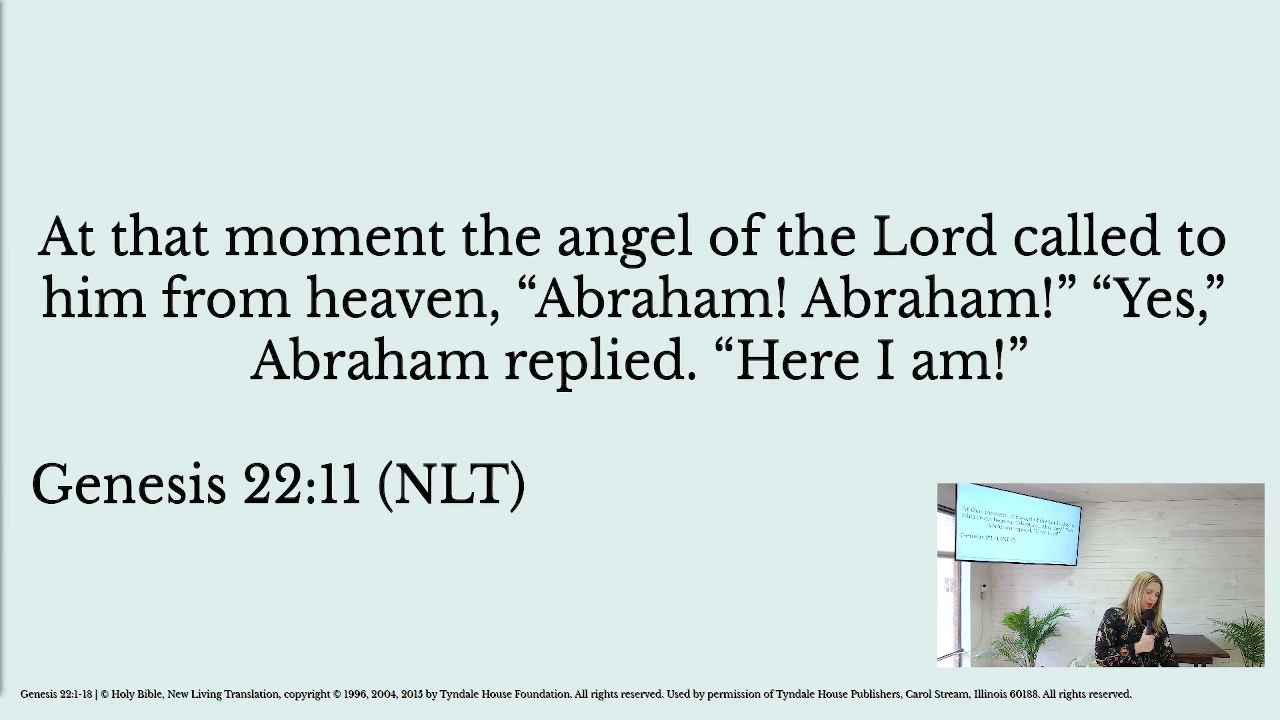 At that moment the angel of the Lord called to
him from heaven, “Abraham! Abraham!” “Yes,”
Abraham replied. “Here I am!”
Genesis 22:11 (NLT)
Genesis 22:1-18 | © Holy Bible, New Living Translation, copyright © 1996, 2004, 2015 by Tyndale House Foundation. All rights reserved. Used by permission of Tyndale House Publishers, Carol Stream, Illinois 60188. All rights reserved.